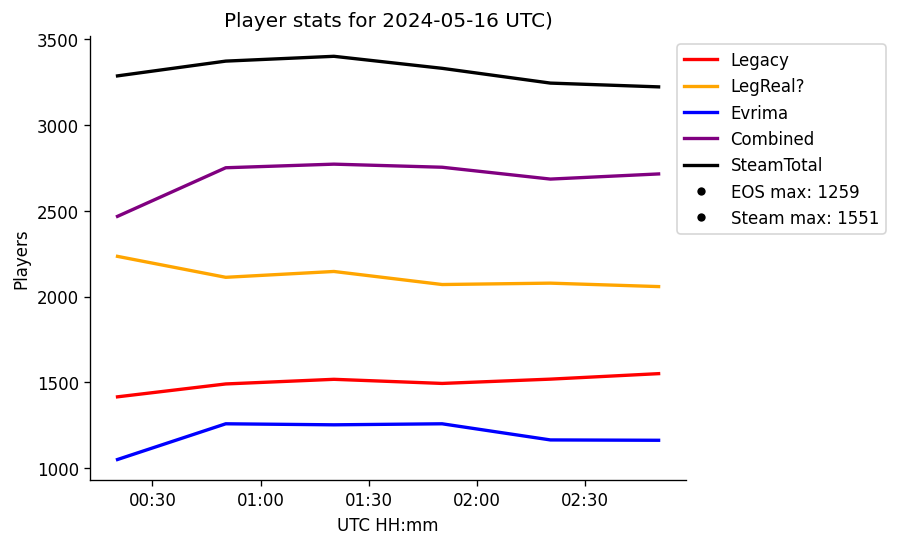 Player stats for 2024-05-16 UTC)
3500
3000
2500
2000
1500
1000
Players
00:30 01:00 01:30 02:00 02:30
UTC HH:mm
Legacy
LegReal?
Evrima
Combined
SteamTotal
EOS max: 1259
Steam max: 1551